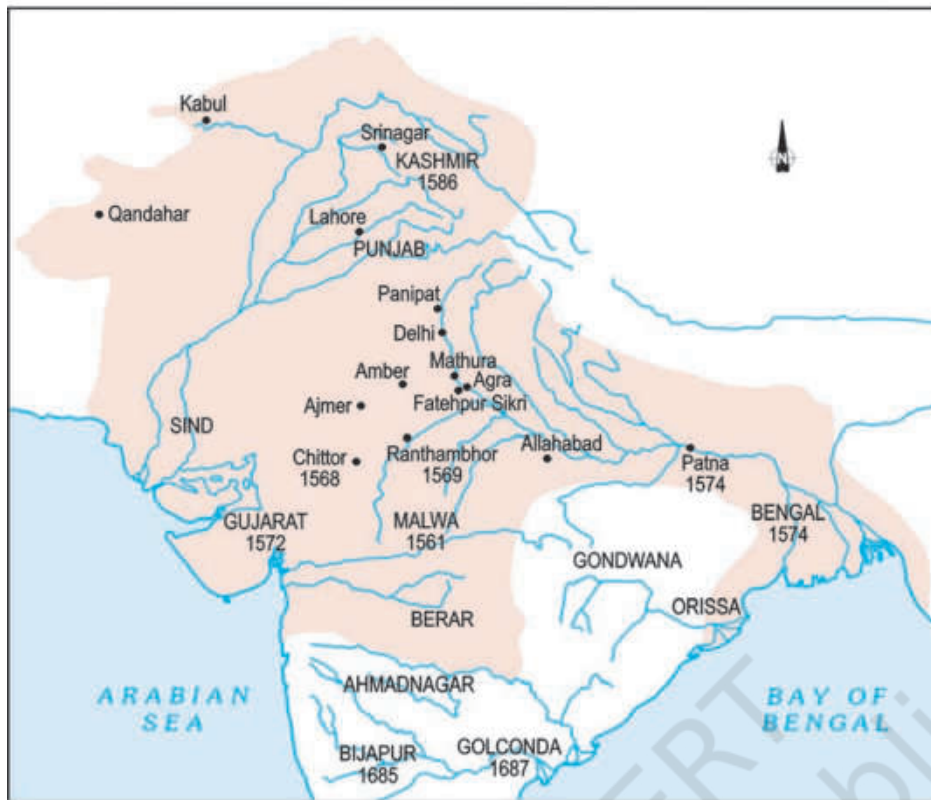 Kabul
Srinagar
KASHMIR
1586
Qandahar
Lahore
PUNJAB
Panipat
Delhi
Mathura
Amber
Agra
Fatehpur Sikri
Ajmer
SIND
Ranthambhor
1569
Allahabad
Chittor
1568
Patna
1574
GUJARAT
1572
MALWA
1561
BENGAL
1574
GONDWANA
ORISSA
BERAR
AHMADNAGAR
ARABIAN
SEA
BAY OF
BENGAL
BIJAPUR
1685
GOLCONDA
1687
N